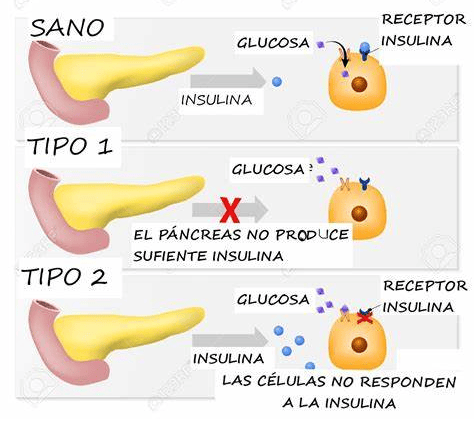 SANO
GLUCOSA
RECEPTOR
INSULINA
INSULINA
TIPO 1
GLUCOSA
EL PÁNCREAS NO PRODUCE
SUFIENTE INSULINA
TIPO 2
GLUCOSA
RECEPTOR
INSULINA
INSULINA
LAS CÉLULAS NO RESPONDEN
A LA INSULINA